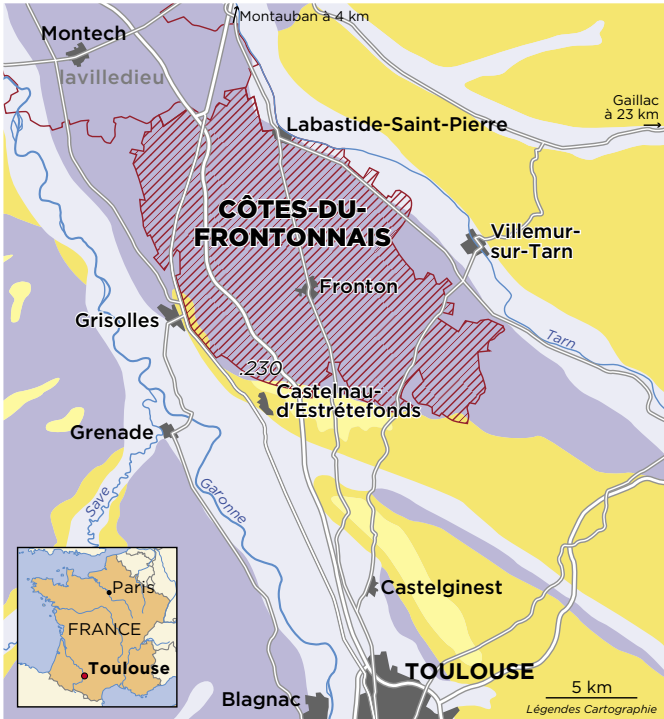 Montauban à 4 km
Montech
lavilledieu
Gaillac
à 23 km
Labastide-Saint-Pierre
CÔTES-DU-
FRONTONNAIS
Villemur-
sur-Tarn
Fronton
Grisolles
Tarn
.230
Castelnau-
d'Estrétefonds
Grenade
Save
Garonne
Paris
FRANCE
Toulouse
Castelginest
TOULOUSE
Blagnac
5 km
Légendes Cartographie